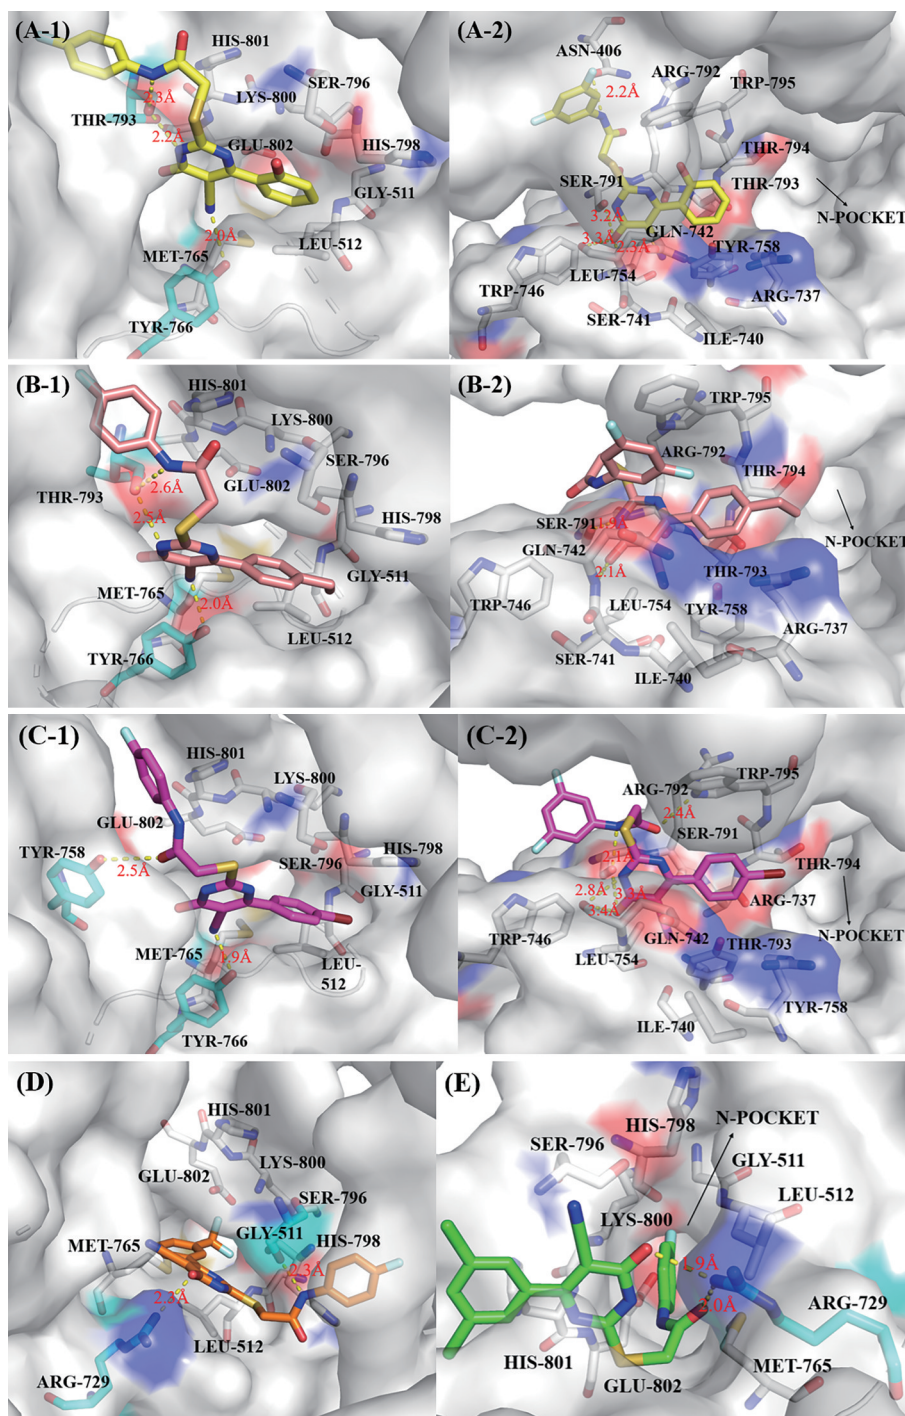 (A-1)
HIS-801
SER-796
LYS-800
2.3Å
THR-793
2.2Å
GLU-802
HIS-798
GLY-511
2.0Å
LEU-512
MET-765
TYR-766
(A-2)
ASN-406
ARG-792
TRP-795
2.2Å
THR-794
SER-791
THR-793
N-POCKET
3.2Å
3.3Å
GLN-742
2.3Å
TYR-758
LEU-754
TRP-746
ARG-737
SER-741
ILE-740
(B-1)
HIS-801
LYS-800
SER-796
GLU-802
2.6Å
THR-793
2.5Å
HIS-798
GLY-511
MET-765
2.0Å
LEU-512
TYR-766
(B-2)
TRP-795
ARG-792
THR-794
SER-791
1.9Å
N-POCKET
GLN-742
2.1Å
THR-793
TRP-746
LEU-754
TYR-758
ARG-737
SER-741
ILE-740
(C-1)
HIS-801
LYS-800
GLU-802
TYR-758
HIS-798
2.5Å
SER-796
GLY-511
MET-765
1.9Å
LEU-
512
TYR-766
(C-2)
TRP-795
ARG-792
2.4Å
SER-791
2.1Å
THR-794
2.8Å
ARG-737
3.4Å
TRP-746
GLN-742
N-POCKET
THR-793
LEU-754
TYR-758
ILE-740
(D)
HIS-801
LYS-800
GLU-802
SER-796
GLY-511
MET-765
HIS-798
2.3Å
2.3Å
LEU-512
ARG-729
(E)
HIS-798
N-POCKET
SER-796
GLY-511
LEU-512
LYS-800
1.9Å
2.0Å
ARG-729
HIS-801
MET-765
GLU-802